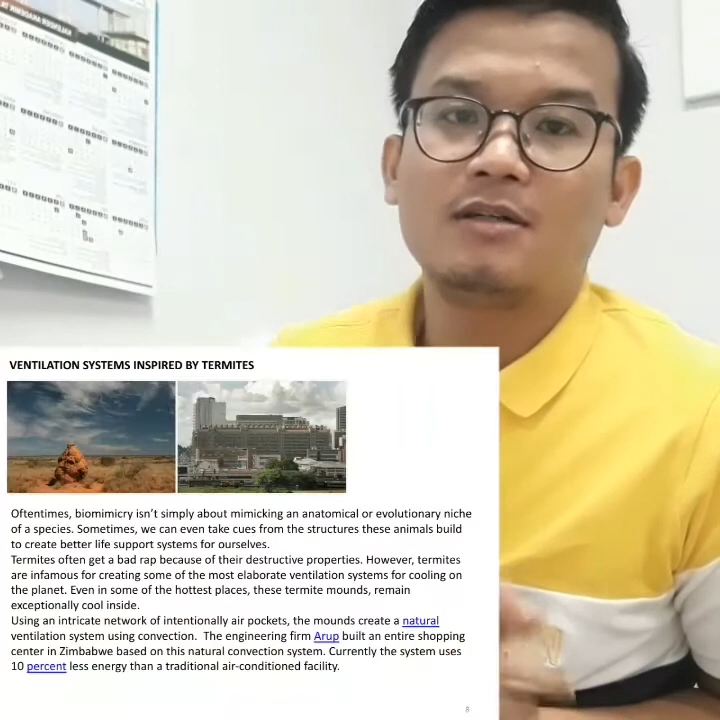 VENTILATION SYSTEMS INSPIRED BY TERMITES
Oftentimes, biomimicry isn't simply about mimicking an anatomical or evolutionary niche
of a species. Sometimes, we can even take cues from the structures these animals build
to create better life support systems for ourselves.
Termites often get a bad rap because of their destructive properties. However, termites
are infamous for creating some of the most elaborate ventilation systems for cooling on
the planet. Even in some of the hottest places, these termite mounds, remain
exceptionally cool inside.
Using an intricate network of intentionally air pockets, the mounds create a natural
ventilation system using convection. The engineering firm Arup built an entire shopping
center in Zimbabwe based on this natural convection system. Currently the system uses
10 percent less energy than a traditional air-conditioned facility.
8